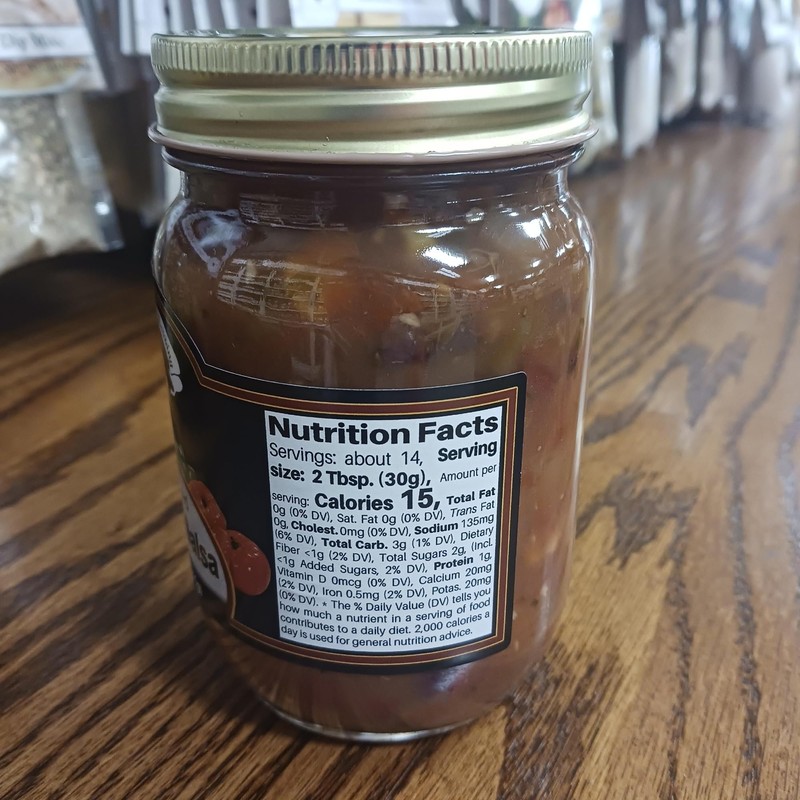 Nutrition Facts
Servings: about 14, Serving
size: 2 Tbsp. (30g), Amount per
serving: Calories 15, Total Fat
0g (0% DV), Sat. Fat 0g (0% DV), Trans Fat
0g, Cholest. 0mg (0% DV), Sodium 135mg
(6% DV), Total Carb. 3g (1% DV), Dietary
Fiber <1g (2% DV), Total Sugars 2g, (Incl.
<1g Added Sugars, 2% DV), Protein 1g,
Vitamin D 0mcg (0% DV), Calcium 20mg
(2% DV), Iron 0.5mg (2% DV), Potas. 20mg
(0% DV). * The % Daily Value (DV) tells you
how much a nutrient in a serving of food
contributes to a daily diet. 2,000 calories a
day is used for general nutrition advice.